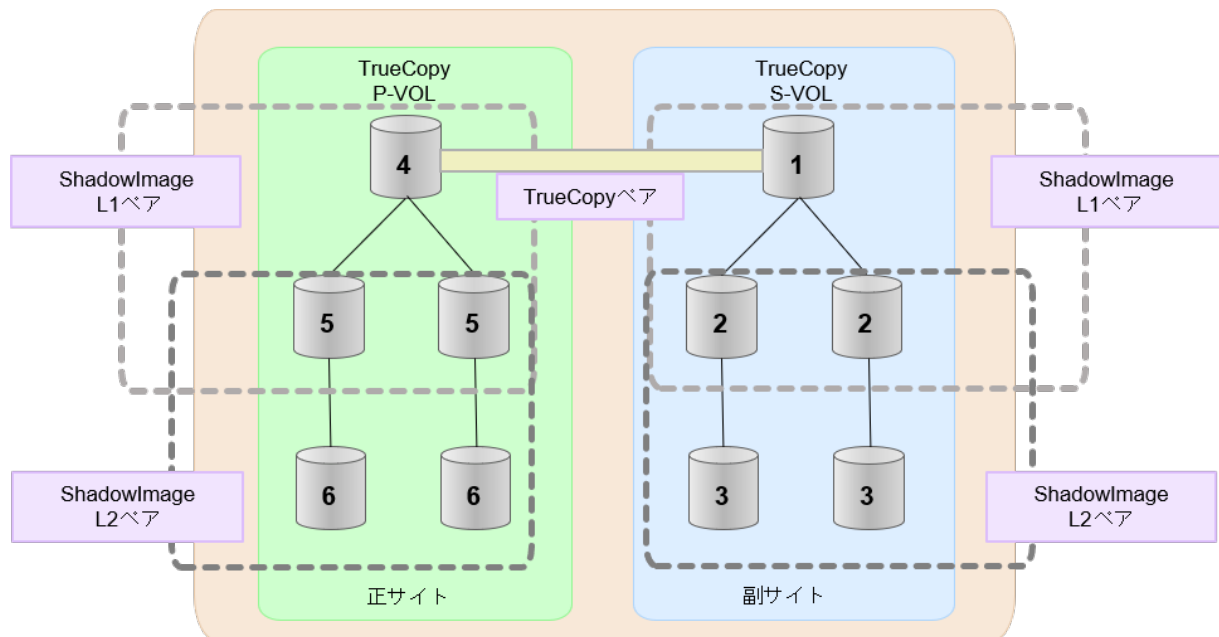 TrueCopy
P-VOL
TrueCopy
S-VOL
4
1
ShadowImage
L1ペア
TrueCopyペア
ShadowImage
L1ペア
5
5
2
2
6
6
3
3
ShadowImage
L2ペア
ShadowImage
L2ペア
正サイト
副サイト